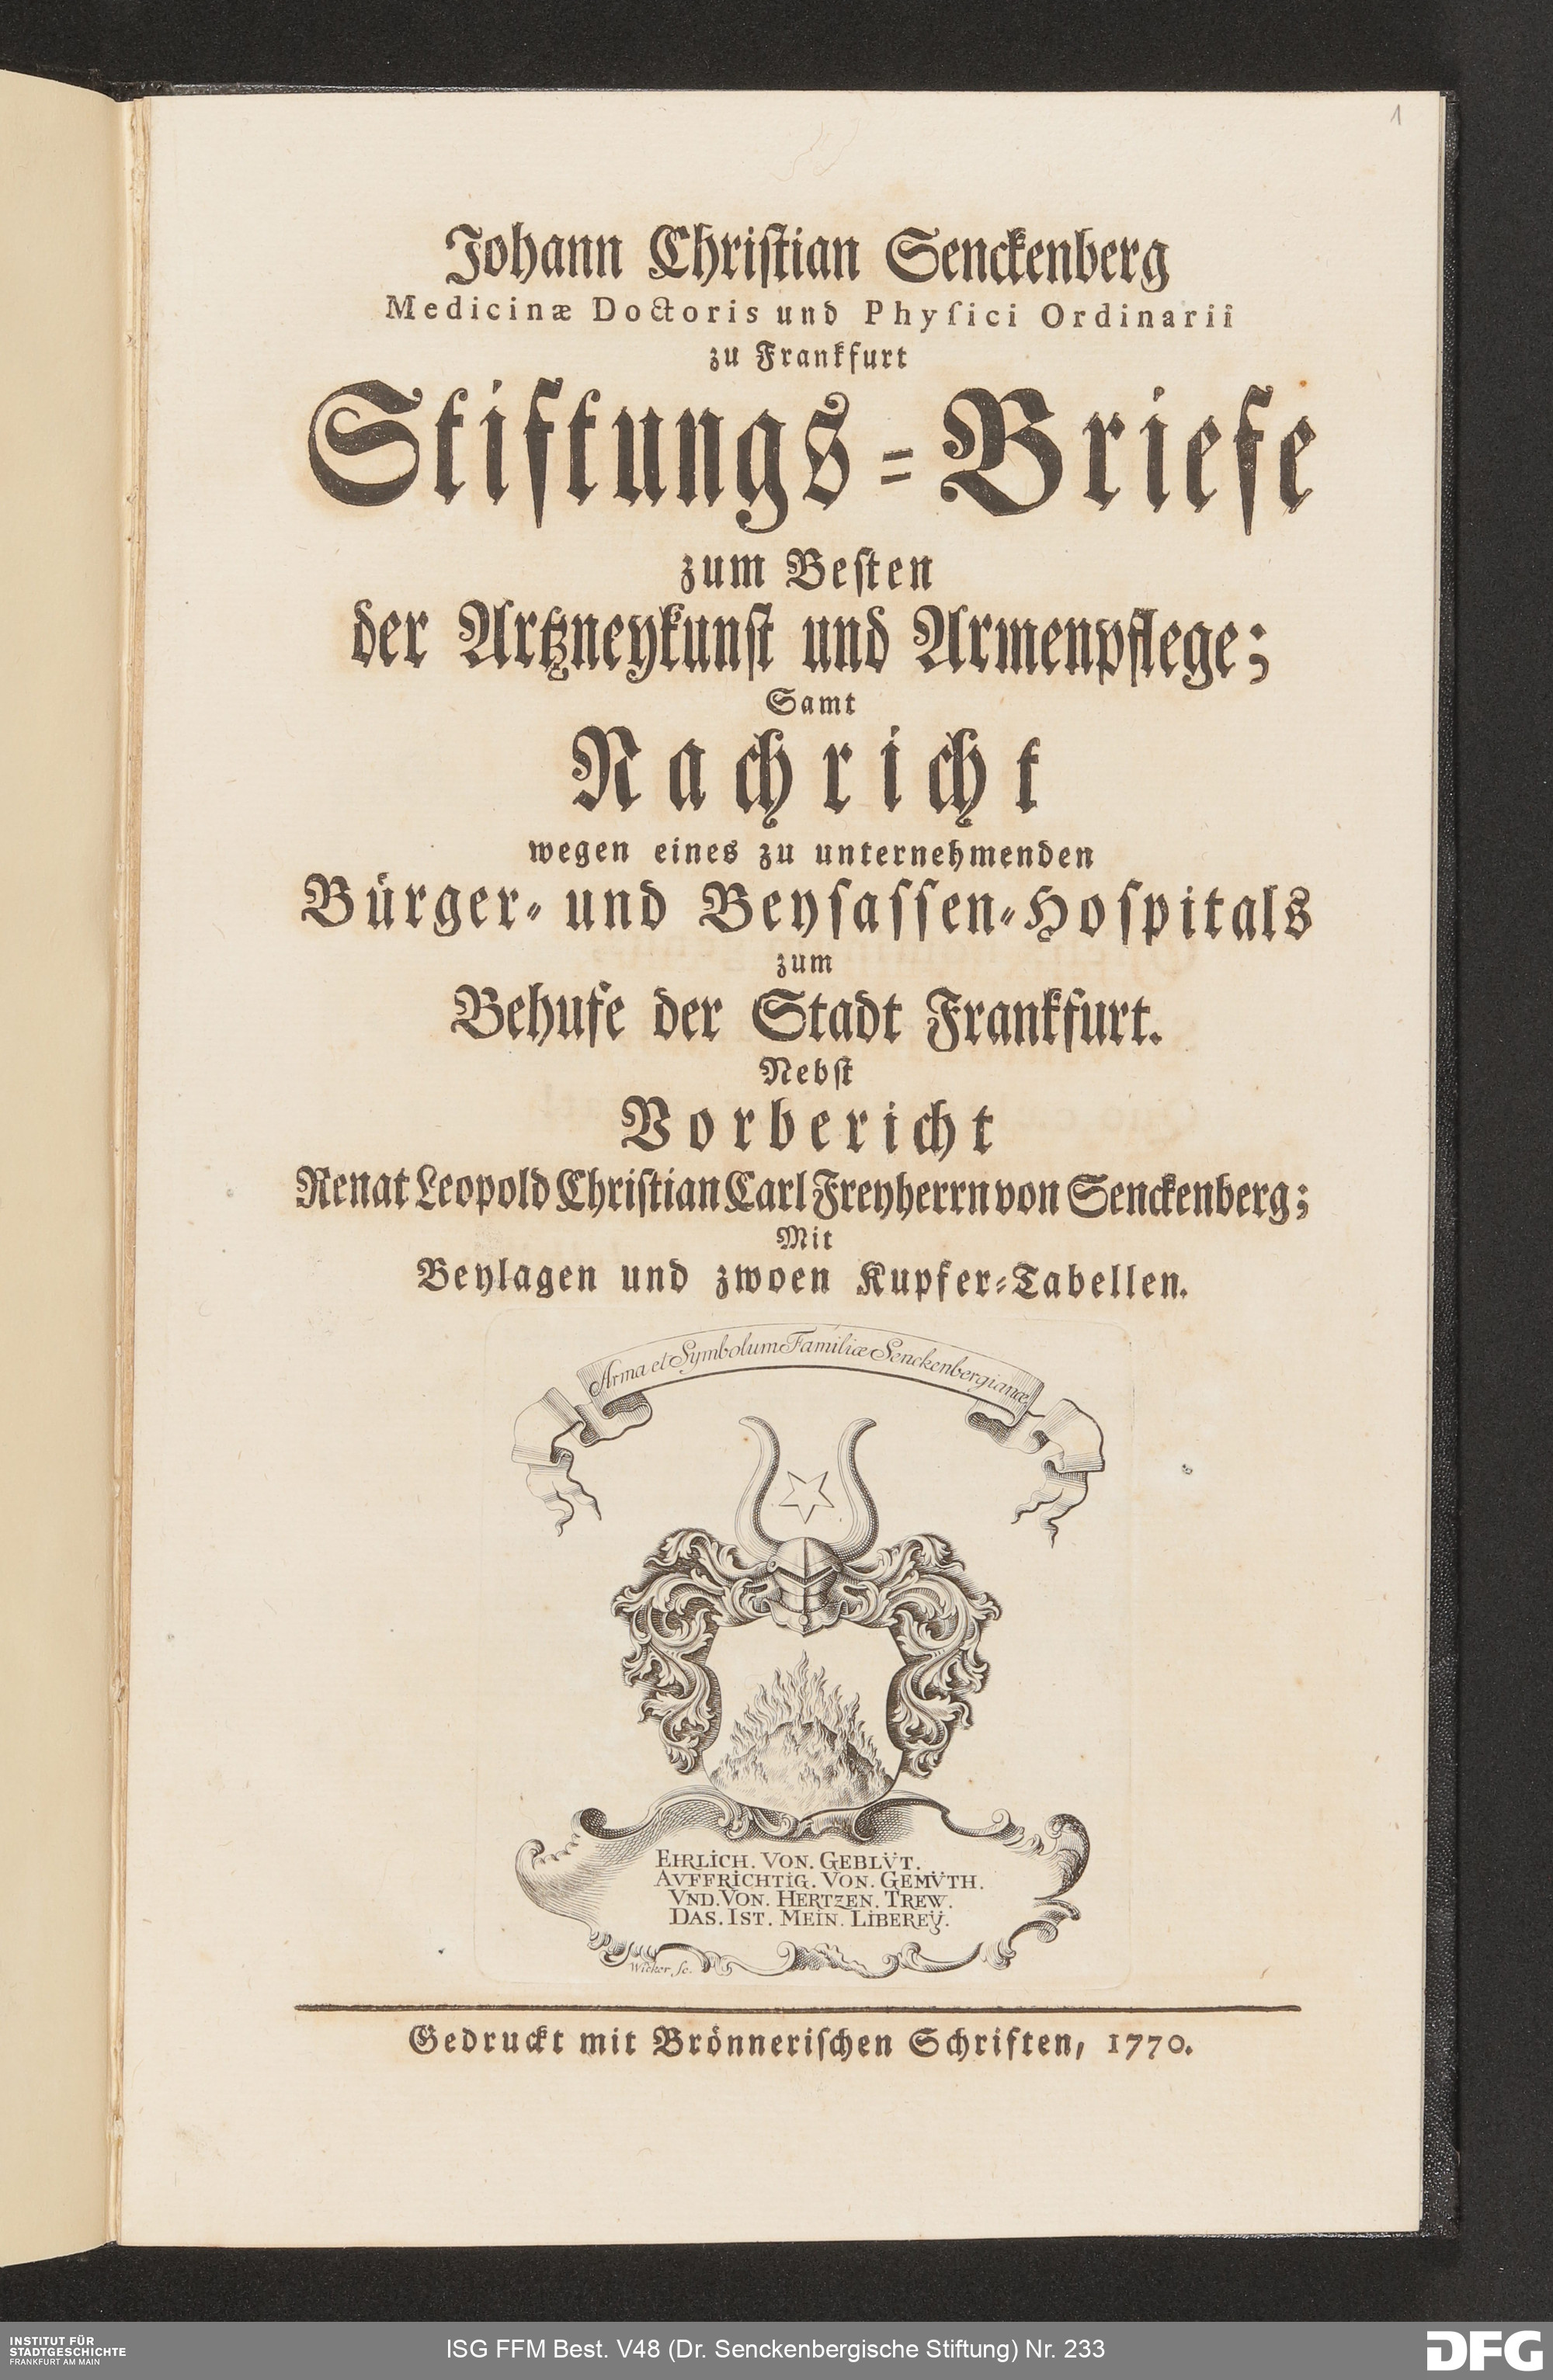 1
Johann Christian Senckenberg
Medicinæ Doctoris und Phyſici Ordinarii
zu Frankfurt
Stiftungs=Briefe
zum Beſten
der Artzneykunſt und Armenpflege;
Samt
Nachricht
wegen eines zu unternehmenden
Bürger= und Beyſaſſen=Hoſpitals
zum
Behufe der Stadt Frankfurt.
Nebſt
Vorbericht
Renat Leopold Chriſtian Carl Freyherrn von Senckenberg;
Mit
Beylagen und zwoen Kupfer=Tabellen.
Arma et Symbolum Familiæ Senckenbergianæ
EHRLICH. VON. GEBLVT.
AVFFRICHTIG. VON. GEMVTH.
VND. VON. HERTZEN. TREW.
DAS. IST. MEIN. LIBEREŸ.
Wicker ſc.
Gedruckt mit Brönneriſchen Schriften, 1770.
INSTITUT FÜR
STADTGESCHICHTE
FRANKFURT AM MAIN
ISG FFM Best. V48 (Dr. Senckenbergische Stiftung) Nr. 233
DFG